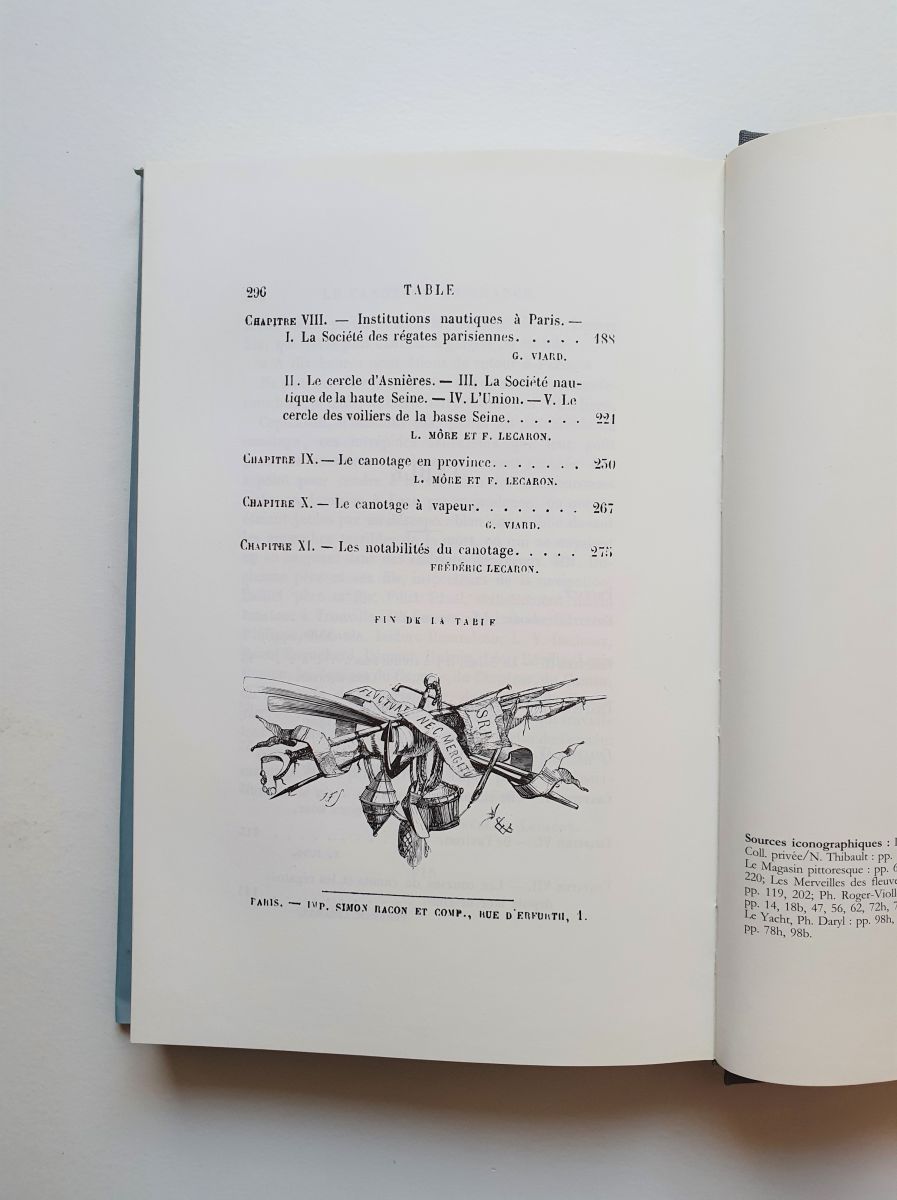 296 TABLE
CHAPITRE VIII. — Institutions nautiques à Paris. —
I. La Société des régates parisiennes. . . . . 188
G. VIARD.
II. Le cercle d'Asnières. — III. La Société nau-
tique de la haute Seine. — IV. L'Union. — V. Le
cercle des voiliers de la basse Seine. . . . . . 221
L. MÔRE ET F. LECARON.
CHAPITRE IX. — Le canotage en province. . . . . . . 250
L. MÔRE ET F. LECARON.
CHAPITRE X. — Le canotage à vapeur. . . . . . . . 267
G. VIARD.
CHAPITRE XI. — Les notabilités du canotage. . . . . 275
FRÉDÉRIC LECARON.
FIN DE LA TABLE
FLUCTUAT NEC MERGITU
SRP
PARIS. — IMP. SIMON RACON ET COMP., RUE D'ERFURTH, 1.
Sources iconographiques :
Coll. privée/N. Thibault : pp.
Le Magasin pittoresque : pp. 6
220; Les Merveilles des fleuve
pp. 119, 202; Ph. Roger-Viol
pp. 14, 18b, 47, 56, 62, 72h, 7
Le Yacht, Ph. Daryl : pp. 98h,
pp. 78h, 98b.